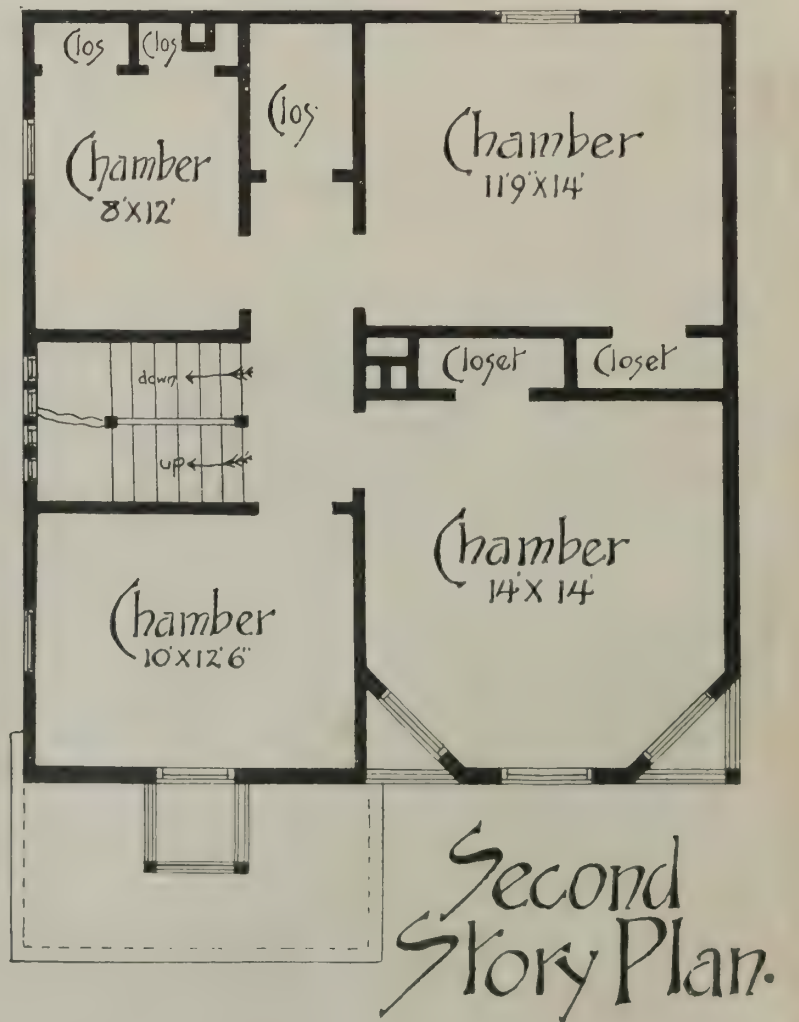 Clos
Clos
Clos.
Chamber
8'X12'
Chamber
11'9"X14'
down
up
Closet
Closet
Chamber
14'X 14'
Chamber
10'X12'6"
Second
Story Plan.